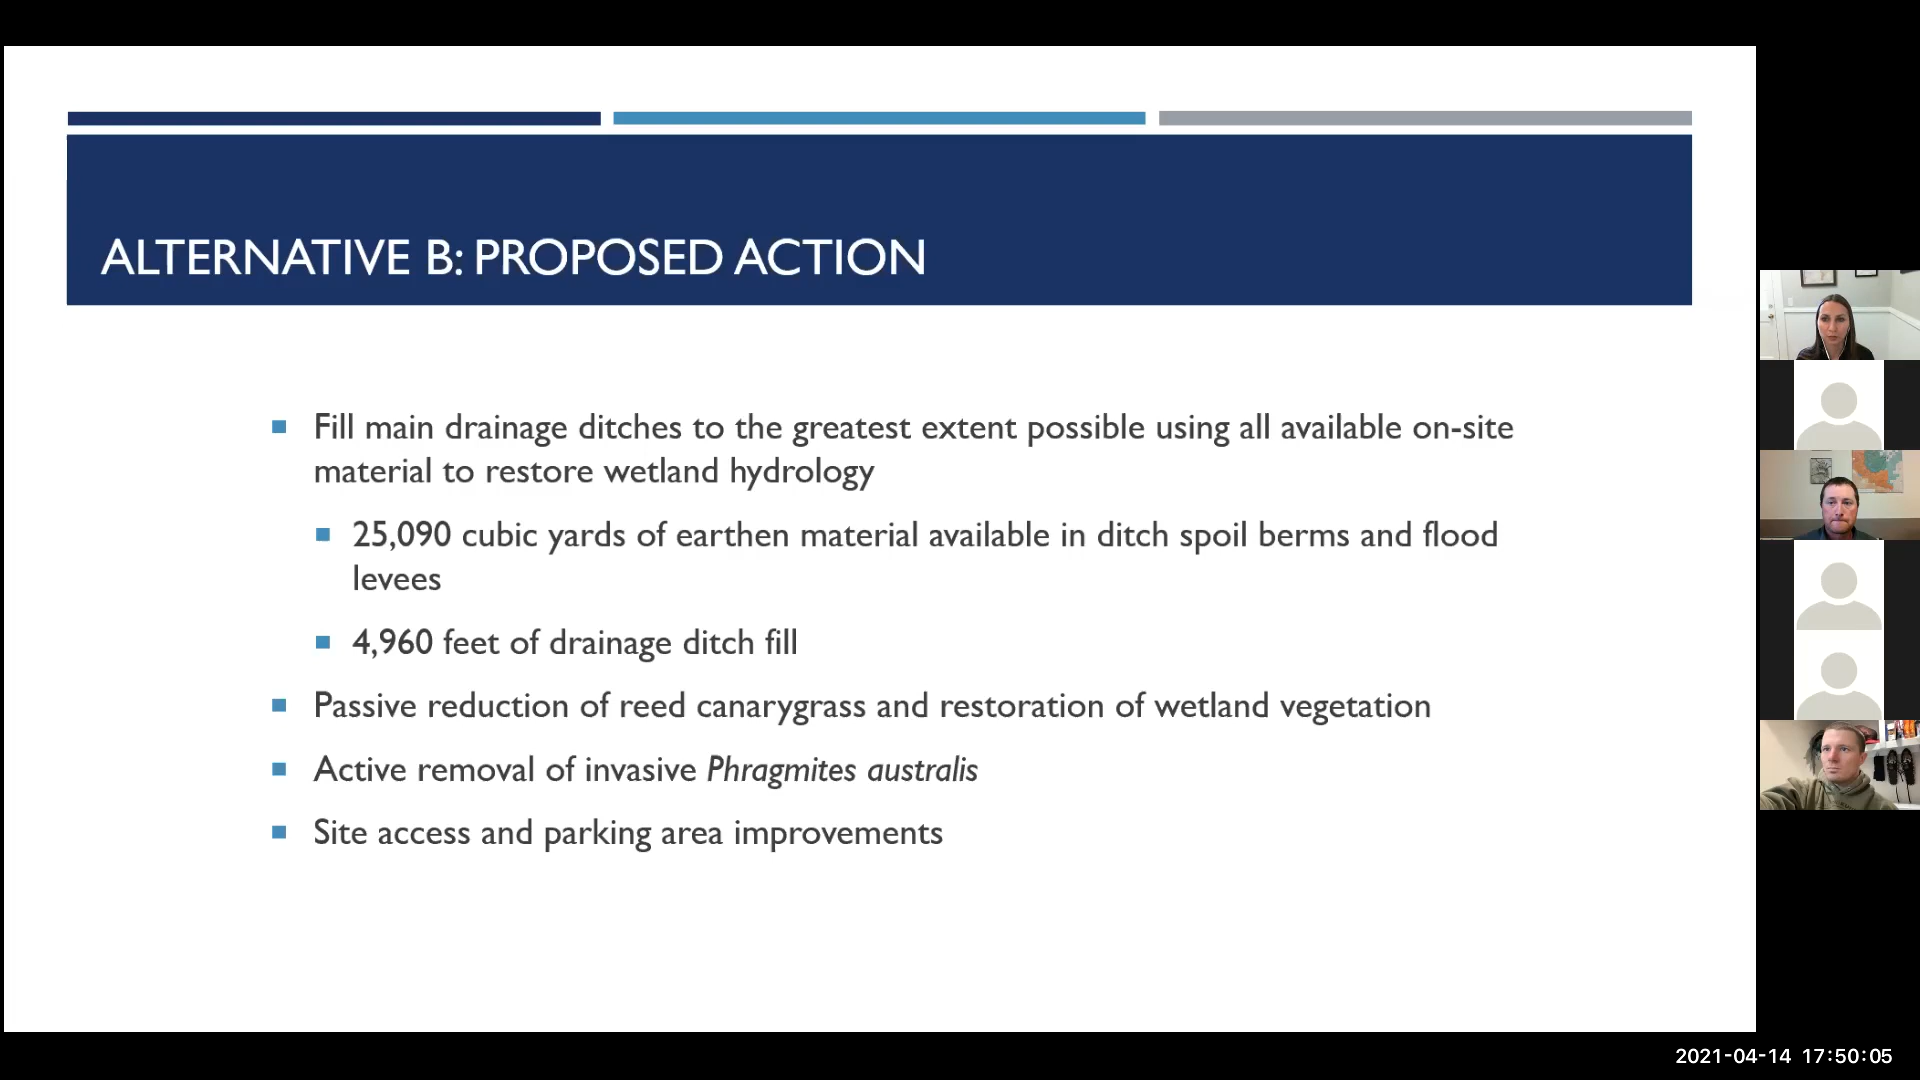 ALTERNATIVE B: PROPOSED ACTION
Fill main drainage ditches to the greatest extent possible using all available on-site
material to restore wetland hydrology
25,090 cubic yards of earthen material available in ditch spoil berms and flood
levees
4,960 feet of drainage ditch fill
Passive reduction of reed canarygrass and restoration of wetland vegetation
Active removal of invasive Phragmites australis
Site access and parking area improvements
2021-04-14 17:50:05